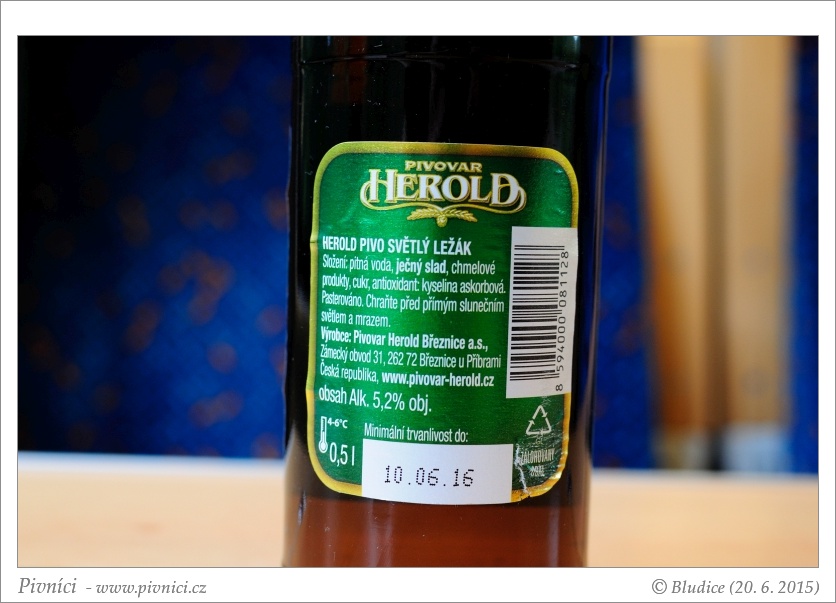 PIVOVAR
HEROLD
HEROLD PIVO SVĚTLÝ LEŽÁK
Složení: pitná voda, ječný slad, chmelové
produkty, cukr, antioxidant: kyselina askorbová.
Pasterováno. Chraňte před přímým slunečním
světlem a mrazem.
Výrobce: Pivovar Herold Březnice a.s.,
Zámecký obvod 31, 262 72 Březnice u Příbrami
Česká republika, www.pivovar-herold.cz
obsah Alk. 5,2% obj.
4-6°C
0,5 l
Minimální trvanlivost do:
10.06.16
8 594000 081128
ZÁLOHOVANÝ
OBAL
Pivníci - www.pivnici.cz
© Bludice (20. 6. 2015)